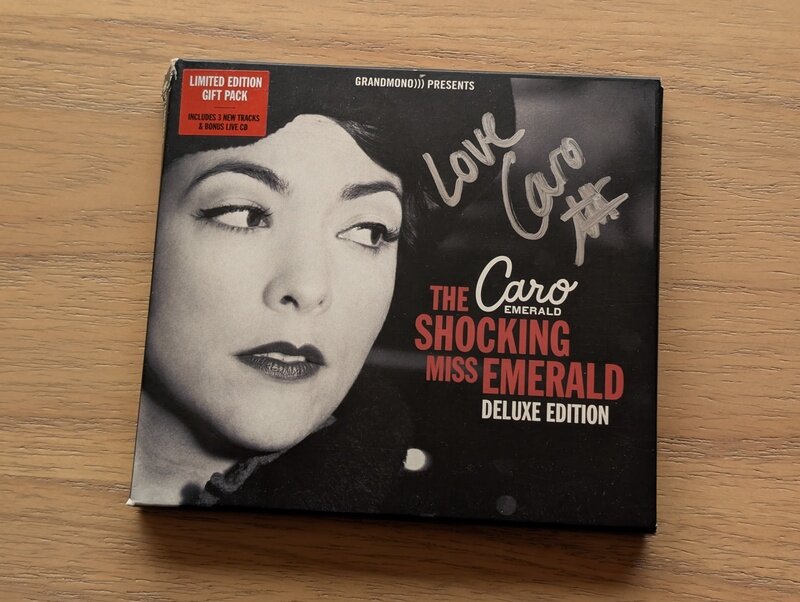 LIMITED EDITION
GIFT PACK
INCLUDES 3 NEW TRACKS
& BONUS LIVE CD
GRANDMONO))) PRESENTS
Love
Caro
Caro
EMERALD
THE
SHOCKING
MISS EMERALD
DELUXE EDITION